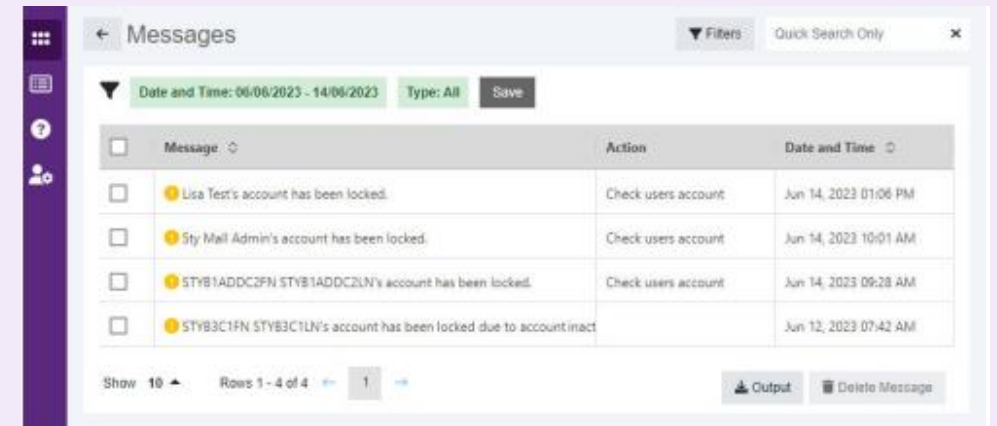 Messages
Filters
Quick Search Only
Date and Time: 06/06/2023 - 14/06/2023 Type: All Save
Message Action Date and Time
Lisa Test's account has been locked. Check users account Jun 14, 2023 01:06 PM
Sty Mall Admin's account has been locked. Check users account Jun 14, 2023 10:01 AM
STYB1ADDC2FN STYB1ADDC2LN's account has been locked. Check users account Jun 14, 2023 09:28 AM
STYB3C1FN STYB3C1LN's account has been locked due to account inact Jun 12, 2023 07:42 AM
Show 10 Rows 1 - 4 of 4 1
Output Delete Message